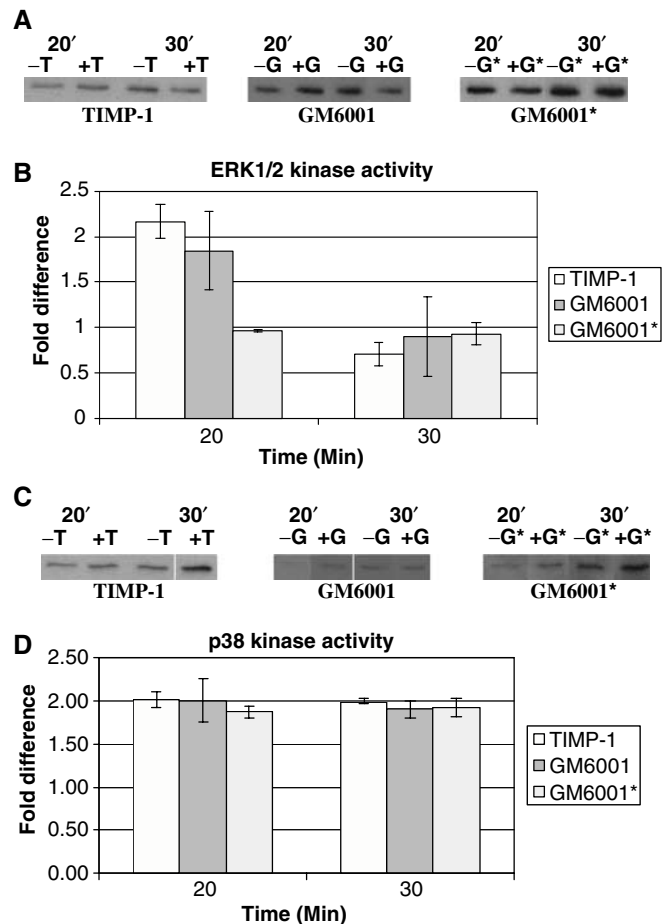 A
20′ 30′ 20′ 30′ 20′ 30′
–T +T –T +T –G +G –G +G –G* +G* –G* +G*
TIMP-1 GM6001 GM6001*
B
ERK1/2 kinase activity
2.5
2
1.5
1
0.5
0
Fold difference
20 30
Time (Min)
TIMP-1
GM6001
GM6001*
C
20′ 30′ 20′ 30′ 20′ 30′
–T +T –T +T –G +G –G +G –G* +G* –G* +G*
TIMP-1 GM6001 GM6001*
D
p38 kinase activity
2.50
2.00
1.50
1.00
0.50
0.00
Fold difference
20 30
Time (Min)
TIMP-1
GM6001
GM6001*